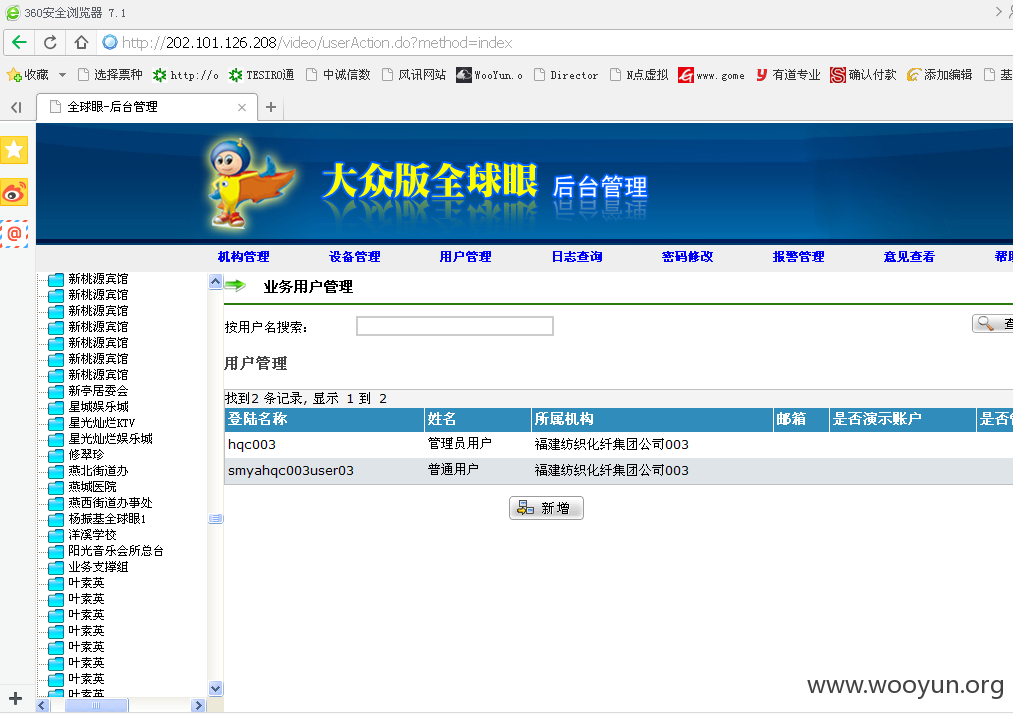 360安全浏览器 7.1
http://202.101.126.208/video/userAction.do?method=index
收藏 选择票种 http://o TESIRO通 中诚信数 风讯网站 WooYun.o Director N点虚拟 www.gome 有道专业 确认付款 添加编辑 基
全球眼-后台管理
大众版全球眼 后台管理
机构管理 设备管理 用户管理 日志查询 密码修改 报警管理 意见查看 帮助
新桃源宾馆
新桃源宾馆
新桃源宾馆
新桃源宾馆
新桃源宾馆
新桃源宾馆
新桃源宾馆
新亭居委会
星城娱乐城
星光灿烂KTV
星光灿烂娱乐城
修翠珍
燕北街道办
燕城医院
燕西街道办事处
杨振基全球眼1
洋溪学校
阳光音乐会所总台
业务支撑组
叶索英
叶索英
叶索英
叶索英
叶索英
叶索英
叶索英
叶索英
业务用户管理
按用户名搜索：
查
用户管理
找到2 条记录, 显示 1 到 2
登陆名称 姓名 所属机构 邮箱 是否演示账户 是否
hqc003 管理员用户 福建纺织化纤集团公司003
smyahqc003user03 普通用户 福建纺织化纤集团公司003
新增
www.wooyun.org